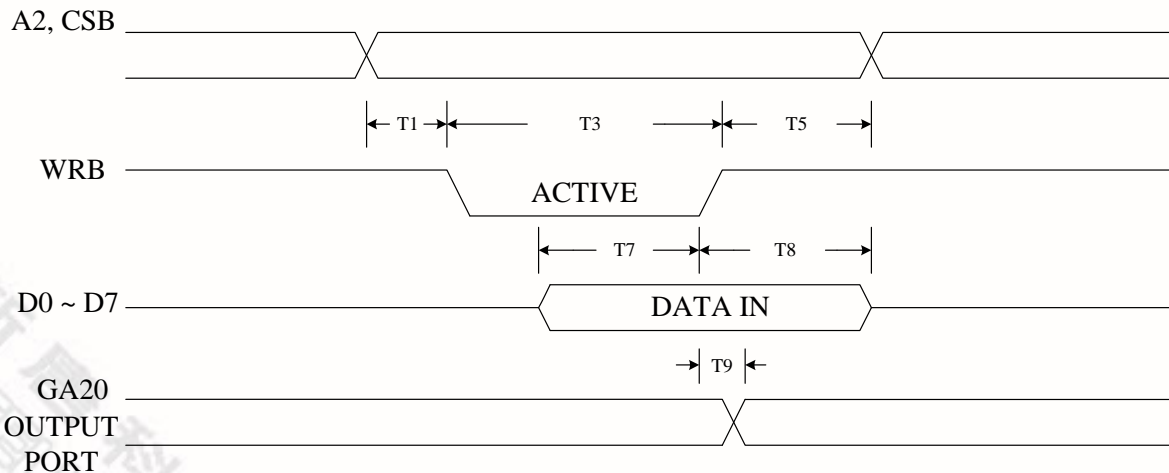 A2, CSB
T1 T3 T5
WRB
ACTIVE
T7 T8
D0 ~ D7
DATA IN
T9
GA20
OUTPUT
PORT